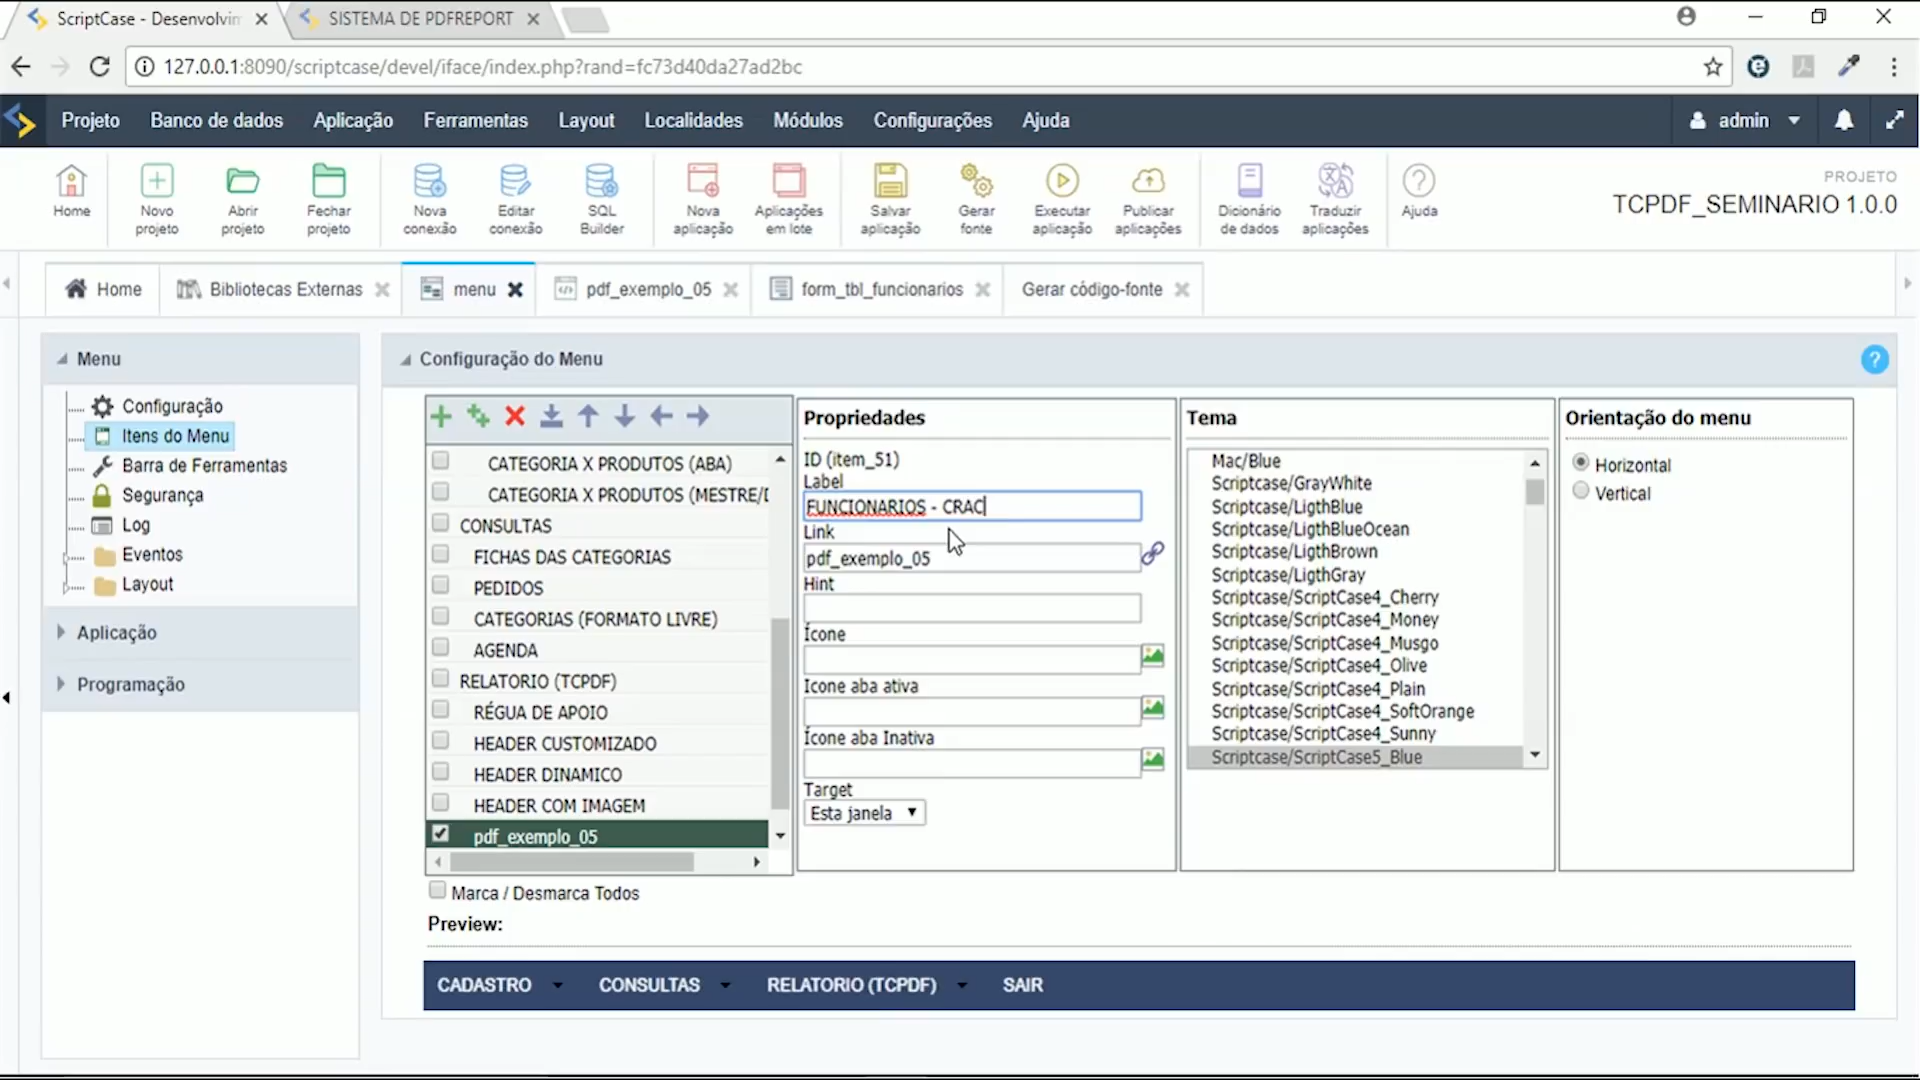 ScriptCase - Desenvolvim
SISTEMA DE PDFREPORT
127.0.0.1:8090/scriptcase/devel/iface/index.php?rand=fc73d40da27ad2bc
Projeto
Banco de dados
Aplicação
Ferramentas
Layout
Localidades
Módulos
Configurações
Ajuda
admin
Home
Novo projeto
Abrir projeto
Fechar projeto
Nova conexão
Editar conexão
SQL Builder
Nova aplicação
Aplicações em lote
Salvar aplicação
Gerar fonte
Executar aplicação
Publicar aplicações
Dicionário de dados
Traduzir aplicações
Ajuda
PROJETO
TCPDF_SEMINARIO 1.0.0
Home
Bibliotecas Externas
menu
pdf_exemplo_05
form_tbl_funcionarios
Gerar código-fonte
Menu
Configuração
Itens do Menu
Barra de Ferramentas
Segurança
Log
Eventos
Layout
Aplicação
Programação
Configuração do Menu
CATEGORIA X PRODUTOS (ABA)
CATEGORIA X PRODUTOS (MESTRE/D
CONSULTAS
FICHAS DAS CATEGORIAS
PEDIDOS
CATEGORIAS (FORMATO LIVRE)
AGENDA
RELATORIO (TCPDF)
RÉGUA DE APOIO
HEADER CUSTOMIZADO
HEADER DINAMICO
HEADER COM IMAGEM
pdf_exemplo_05
Marca / Desmarca Todos
Propriedades
ID (item_51)
Label
FUNCIONARIOS - CRAC
Link
pdf_exemplo_05
Hint
Ícone
Icone aba ativa
Ícone aba Inativa
Target
Esta janela
Tema
Mac/Blue
Scriptcase/GrayWhite
Scriptcase/LigthBlue
Scriptcase/LigthBlueOcean
Scriptcase/LigthBrown
Scriptcase/LigthGray
Scriptcase/ScriptCase4_Cherry
Scriptcase/ScriptCase4_Money
Scriptcase/ScriptCase4_Musgo
Scriptcase/ScriptCase4_Olive
Scriptcase/ScriptCase4_Plain
Scriptcase/ScriptCase4_SoftOrange
Scriptcase/ScriptCase4_Sunny
Scriptcase/ScriptCase5_Blue
Orientação do menu
Horizontal
Vertical
Preview:
CADASTRO
CONSULTAS
RELATORIO (TCPDF)
SAIR